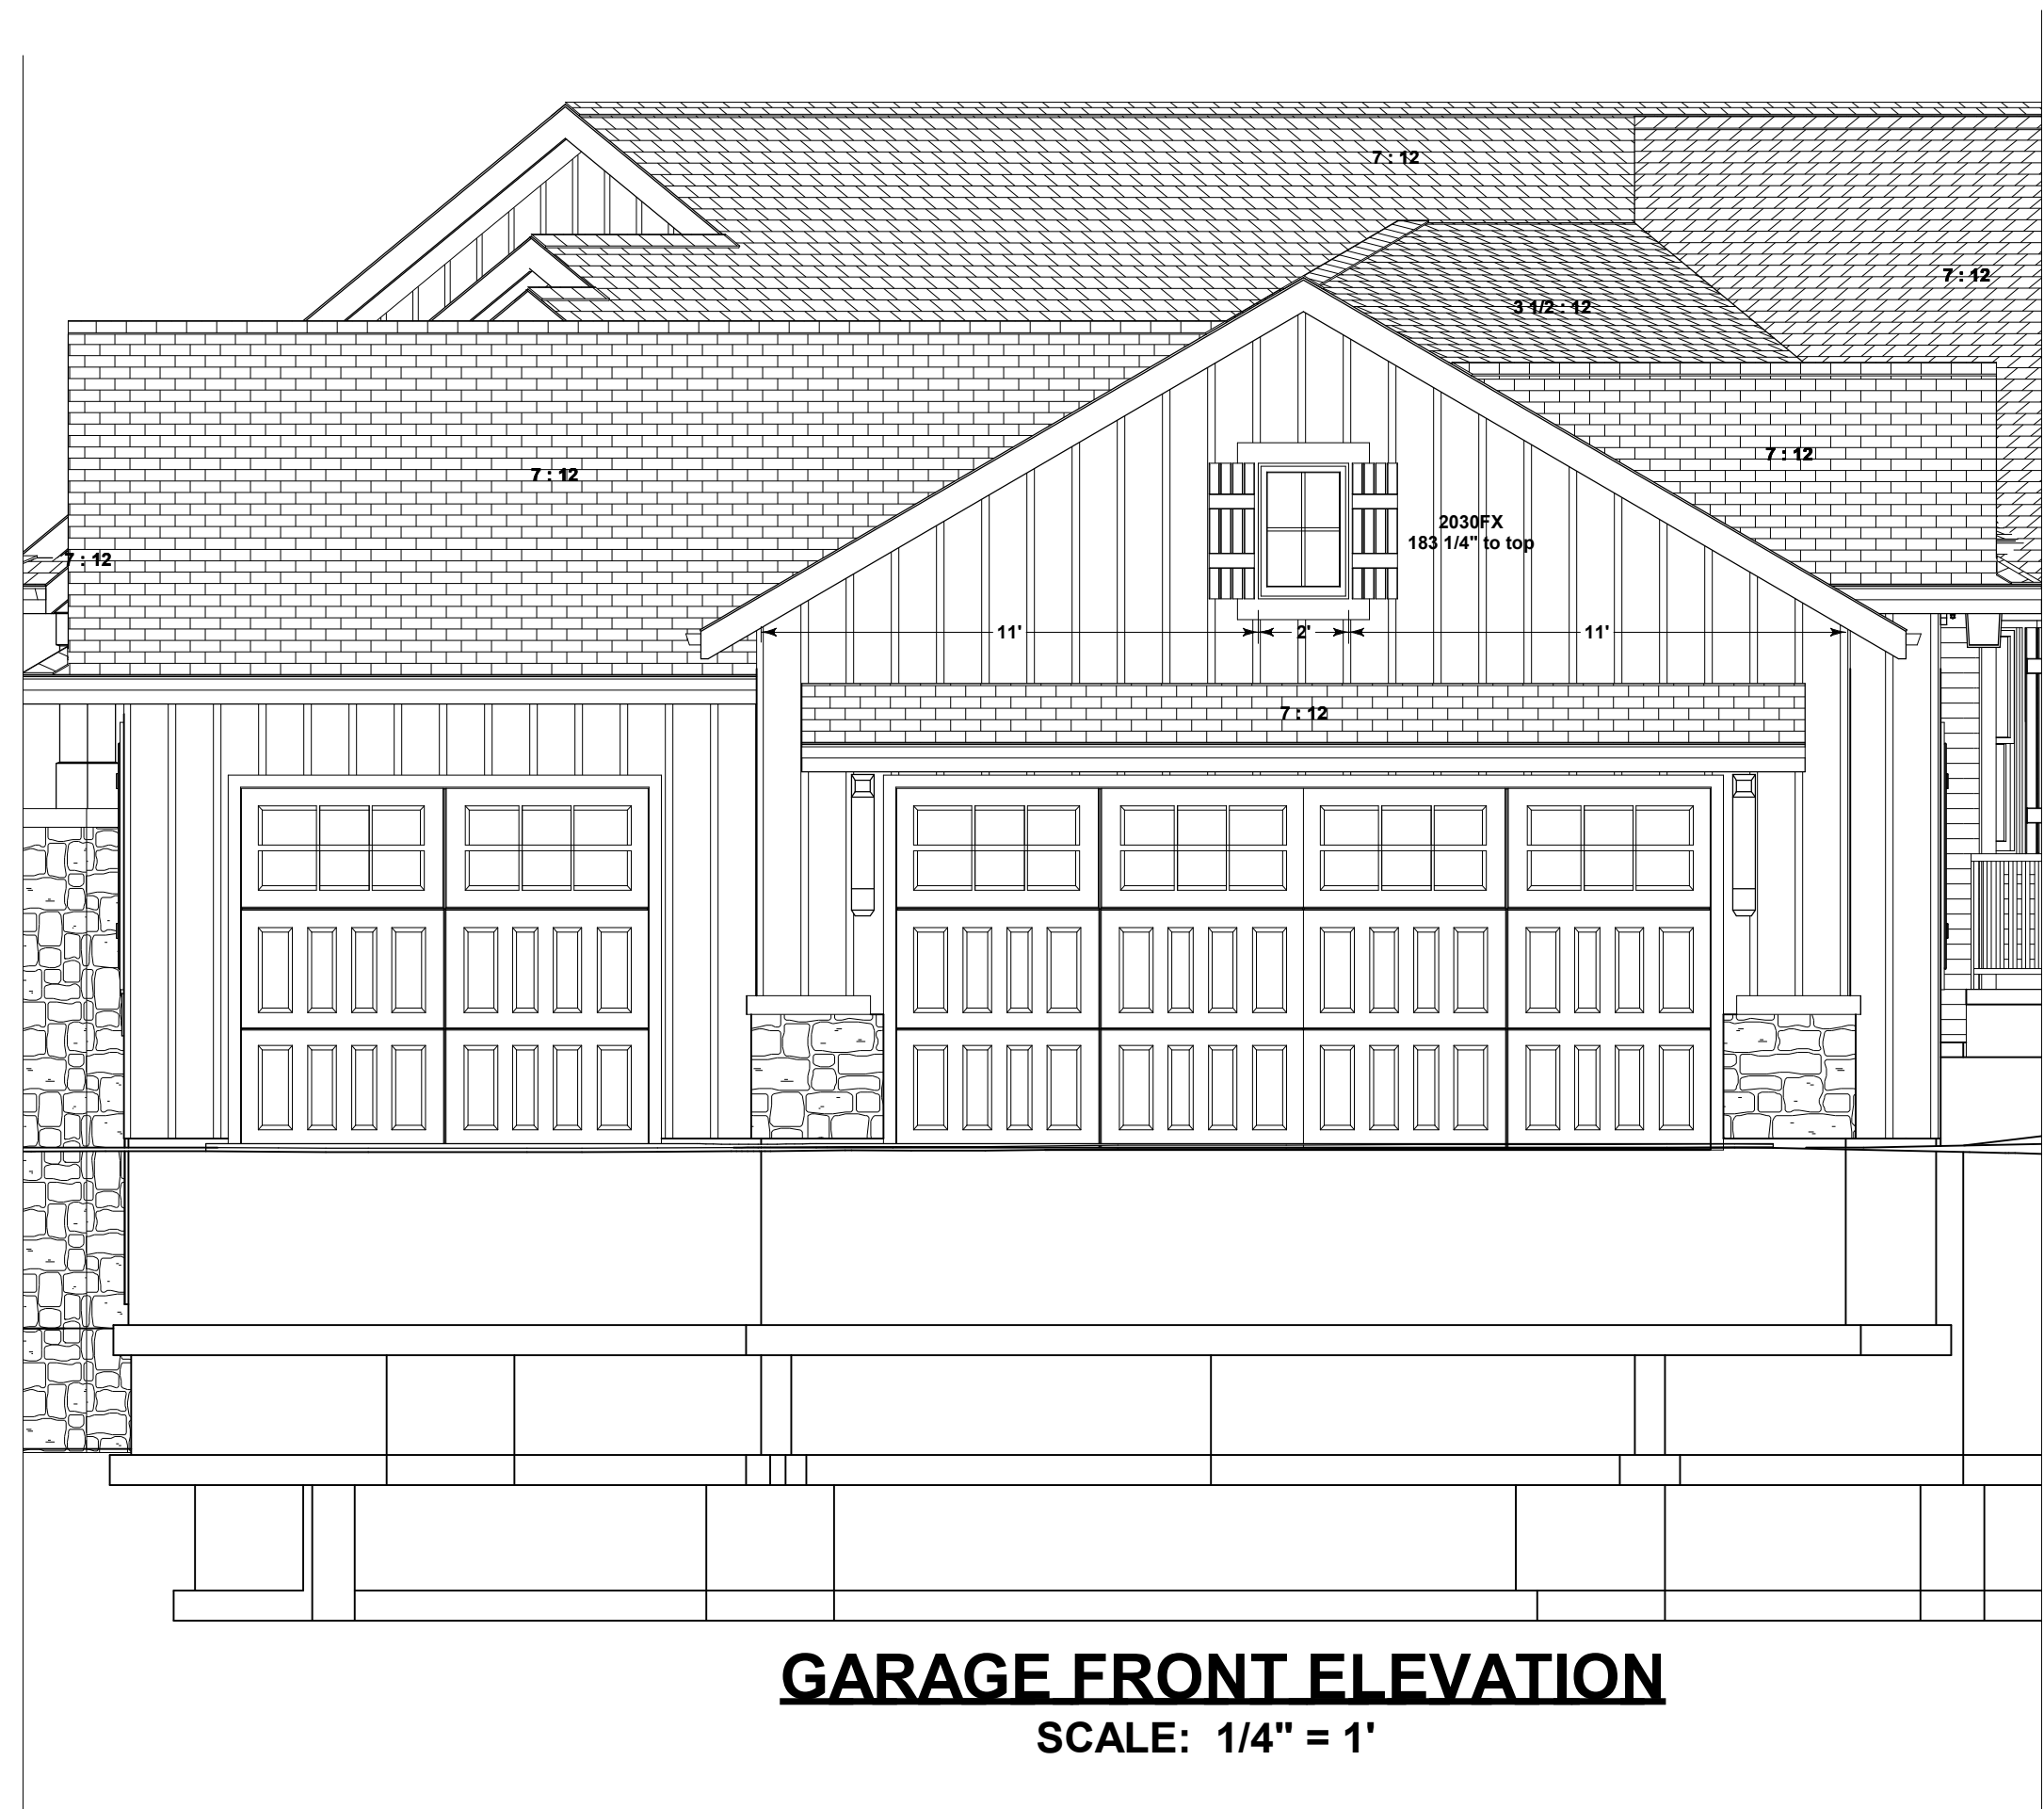 7 : 12
7 : 12
3 1/2 : 12
7 : 12
7 : 12
2030FX
183 1/4" to top
7 : 12
11'
2'
11'
7 : 12
GARAGE FRONT ELEVATION
SCALE: 1/4" = 1'